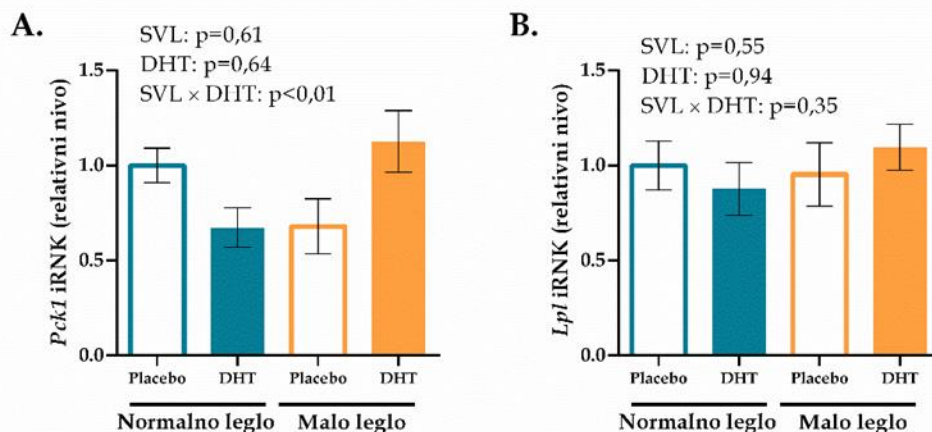 A.
SVL: p=0,61
DHT: p=0,64
SVL × DHT: p<0,01
Pck1 iRNK (relativni nivo)
1.5
1.0
0.5
0.0
Placebo DHT Placebo DHT
Normalno leglo Malo leglo
B.
SVL: p=0,55
DHT: p=0,94
SVL × DHT: p=0,35
Lpl iRNK (relativni nivo)
1.5
1.0
0.5
0.0
Placebo DHT Placebo DHT
Normalno leglo Malo leglo